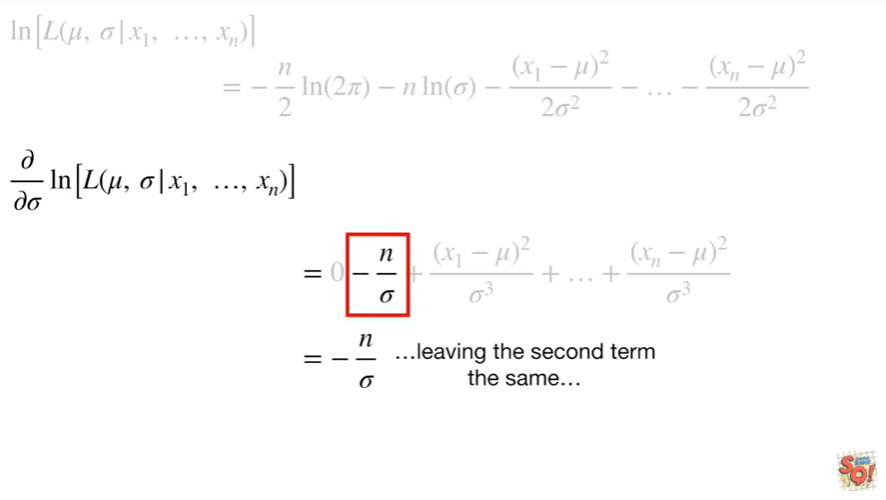 ln[L(μ, σ|x₁, …, xₙ)]
= − n/2 ln(2π) − n ln(σ) − (x₁ − μ)²/2σ² − … − (xₙ − μ)²/2σ²
∂/∂σ ln[L(μ, σ|x₁, …, xₙ)]
= 0 − n/σ + (x₁ − μ)²/σ³ + … + (xₙ − μ)²/σ³
= − n/σ …leaving the second term
the same…
SQ!